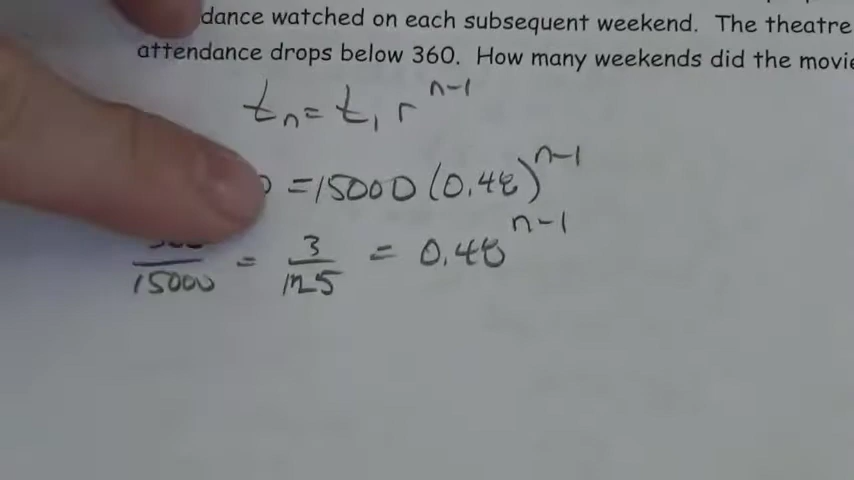 dance watched on each subsequent weekend. The theatre
attendance drops below 360. How many weekends did the movie
tₙ = t₁ r^(n-1)
0 = 15000 (0.48)^(n-1)
/15000 = 3/125 = 0.48^(n-1)